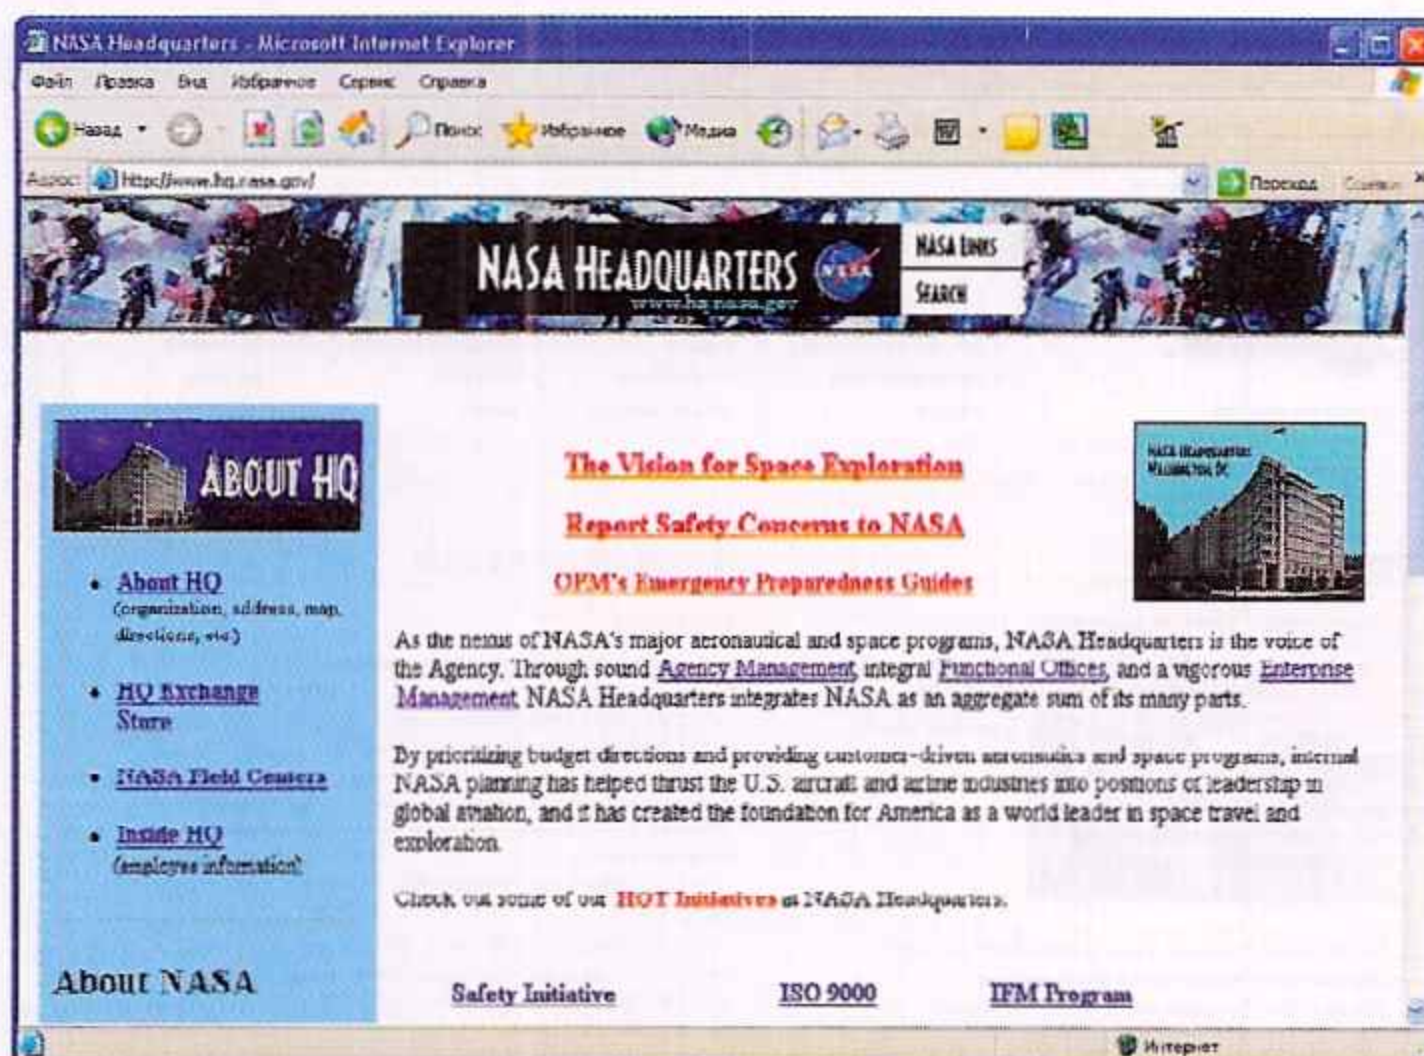 NASA Headquarters - Microsoft Internet Explorer
Файл Правка Вид Избранное Сервис Справка
Назад Поиск Избранное Медиа
Адрес: http://www.hq.nasa.gov/ Переход Ссылки »
NASA HEADQUARTERS NASA
www.hq.nasa.gov
NASA LINKS
SEARCH
ABOUT HQ
• About HQ
(organization, address, map,
directions, etc.)
• HQ Exchange
Store
• NASA Field Centers
• Inside HQ
(employee information)
About NASA
The Vision for Space Exploration
Report Safety Concerns to NASA
OPM's Emergency Preparedness Guides
NASA HEADQUARTERS
WASHINGTON, DC
As the nexus of NASA's major aeronautical and space programs, NASA Headquarters is the voice of
the Agency. Through sound Agency Management, integral Functional Offices, and a vigorous Enterprise
Management, NASA Headquarters integrates NASA as an aggregate sum of its many parts.
By prioritizing budget directions and providing customer-driven aeronautics and space programs, internal
NASA planning has helped thrust the U.S. aircraft and airline industries into positions of leadership in
global aviation, and it has created the foundation for America as a world leader in space travel and
exploration.
Check out some of our HOT Initiatives at NASA Headquarters.
Safety Initiative ISO 9000 IFM Program
Интернет